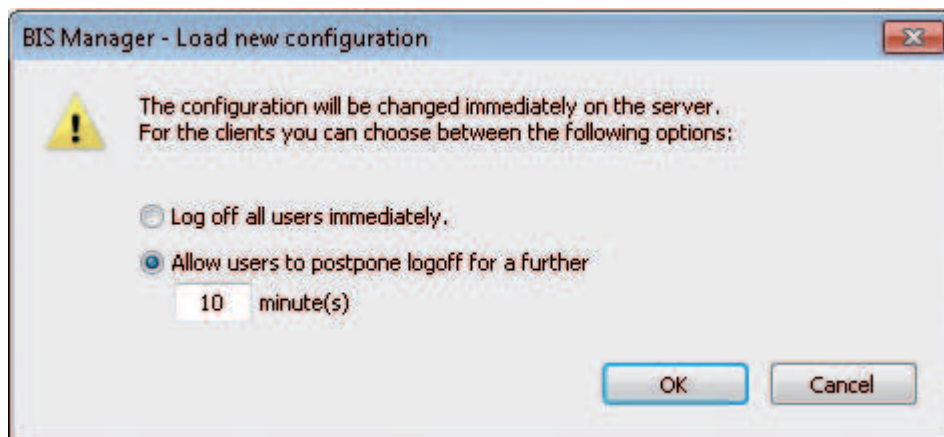 BIS Manager - Load new configuration
The configuration will be changed immediately on the server.
For the clients you can choose between the following options:
Log off all users immediately.
Allow users to postpone logoff for a further
10 minute(s)
OK Cancel